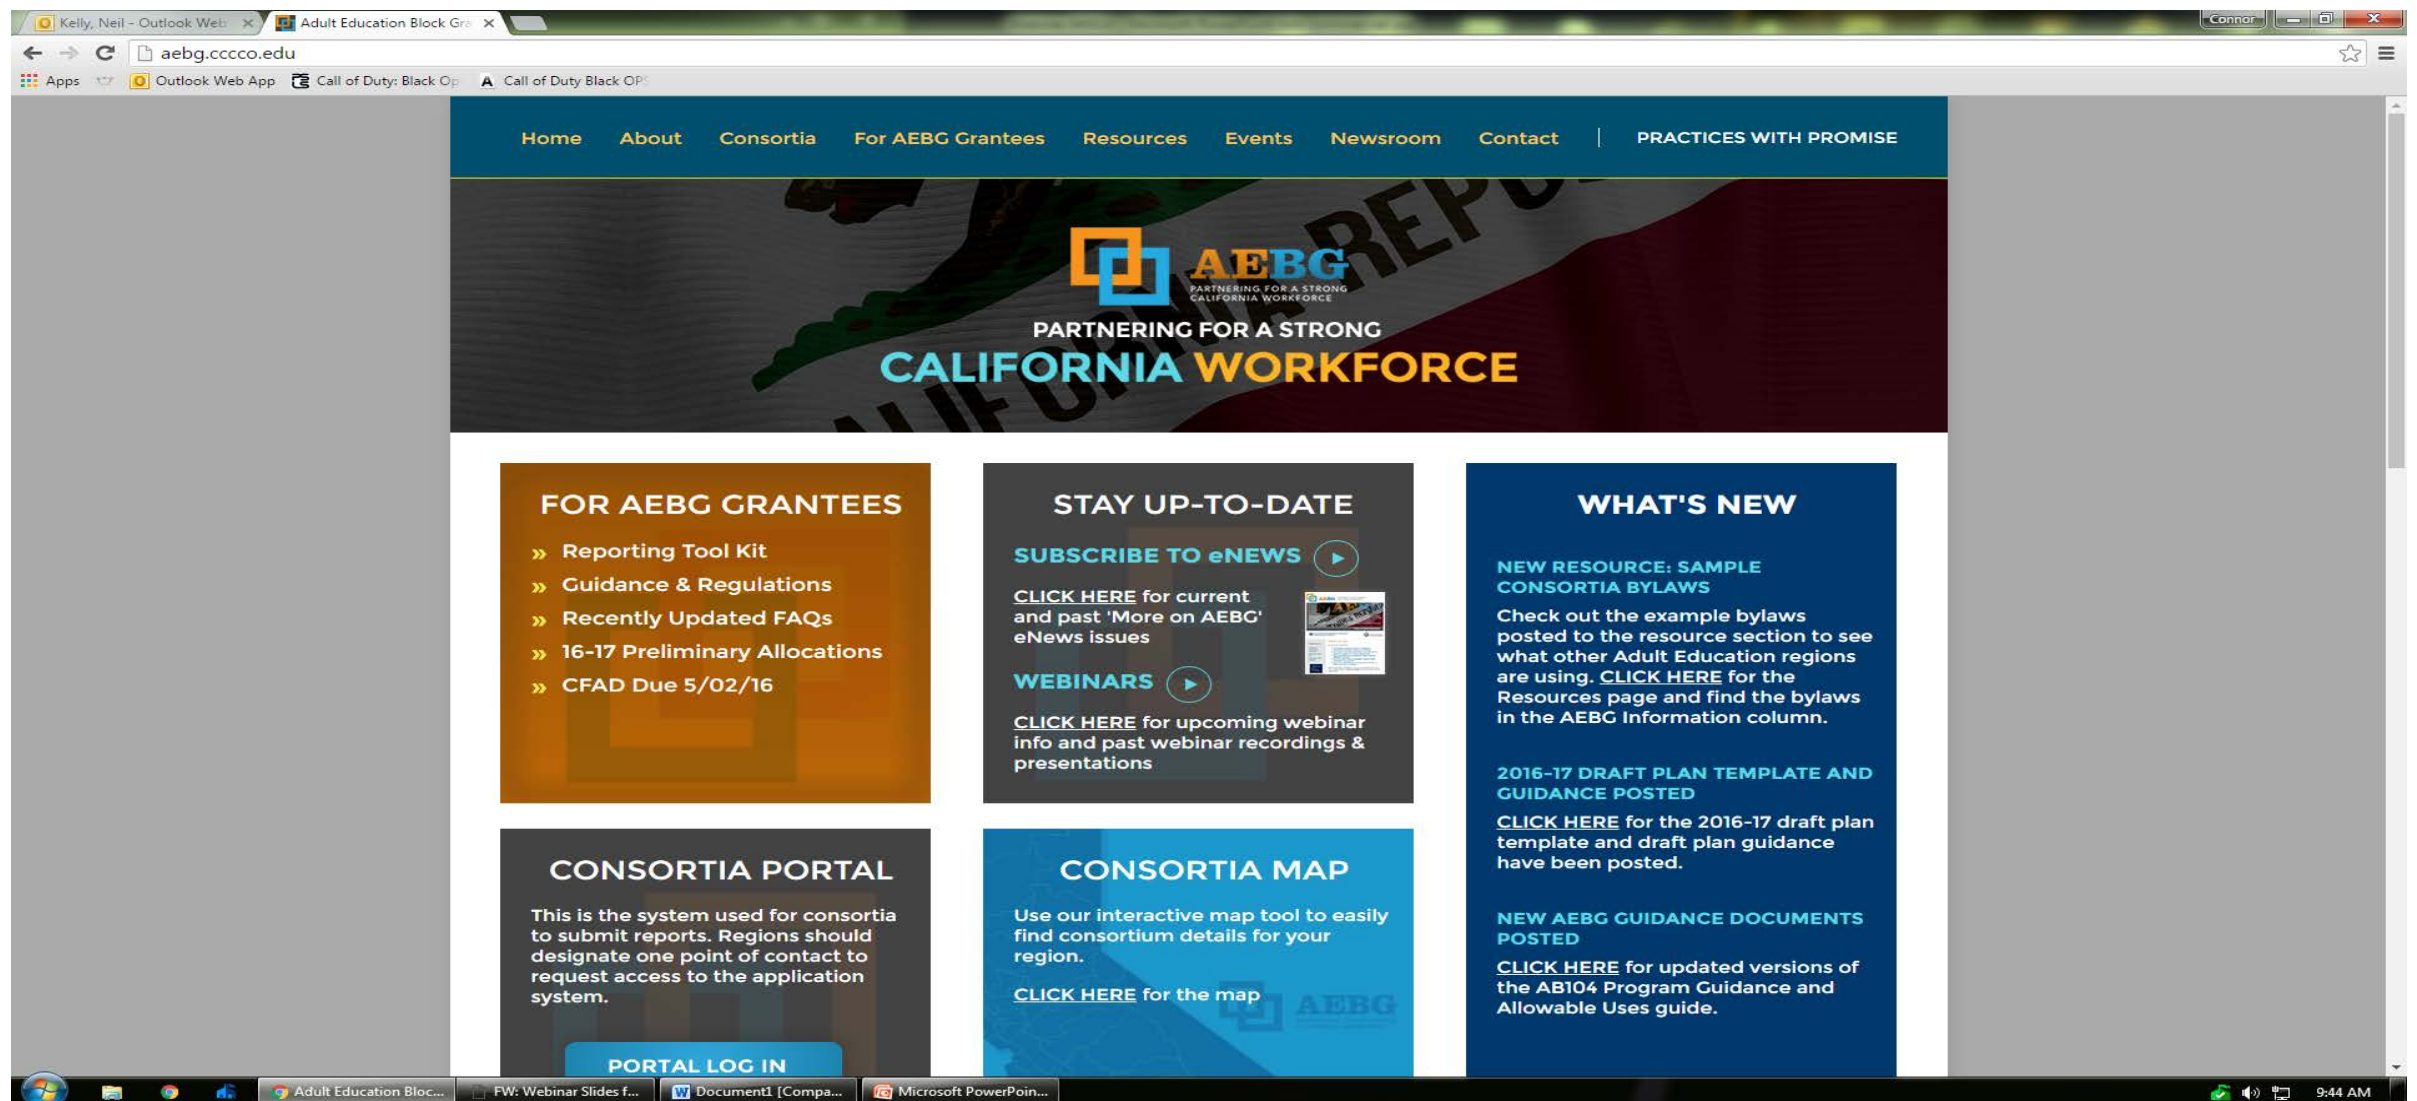 Kelly, Neil - Outlook Web
Adult Education Block Gra
Connor
aebg.cccco.edu
Apps
Outlook Web App
Call of Duty: Black Op
Call of Duty Black OPS
Home About Consortia For AEBG Grantees Resources Events Newsroom Contact | PRACTICES WITH PROMISE
AEBG
PARTNERING FOR A STRONG
CALIFORNIA WORKFORCE
PARTNERING FOR A STRONG
CALIFORNIA WORKFORCE
FOR AEBG GRANTEES
» Reporting Tool Kit
» Guidance & Regulations
» Recently Updated FAQs
» 16-17 Preliminary Allocations
» CFAD Due 5/02/16
STAY UP-TO-DATE
SUBSCRIBE TO eNEWS
CLICK HERE for current
and past 'More on AEBG'
eNews issues
WEBINARS
CLICK HERE for upcoming webinar
info and past webinar recordings &
presentations
WHAT'S NEW
NEW RESOURCE: SAMPLE
CONSORTIA BYLAWS
Check out the example bylaws
posted to the resource section to see
what other Adult Education regions
are using. CLICK HERE for the
Resources page and find the bylaws
in the AEBG Information column.
2016-17 DRAFT PLAN TEMPLATE AND
GUIDANCE POSTED
CLICK HERE for the 2016-17 draft plan
template and draft plan guidance
have been posted.
NEW AEBG GUIDANCE DOCUMENTS
POSTED
CLICK HERE for updated versions of
the AB104 Program Guidance and
Allowable Uses guide.
CONSORTIA PORTAL
This is the system used for consortia
to submit reports. Regions should
designate one point of contact to
request access to the application
system.
PORTAL LOG IN
CONSORTIA MAP
Use our interactive map tool to easily
find consortium details for your
region.
CLICK HERE for the map
AEBG
Adult Education Bloc...
FW: Webinar Slides f...
Document1 [Compa...
Microsoft PowerPoin...
9:44 AM